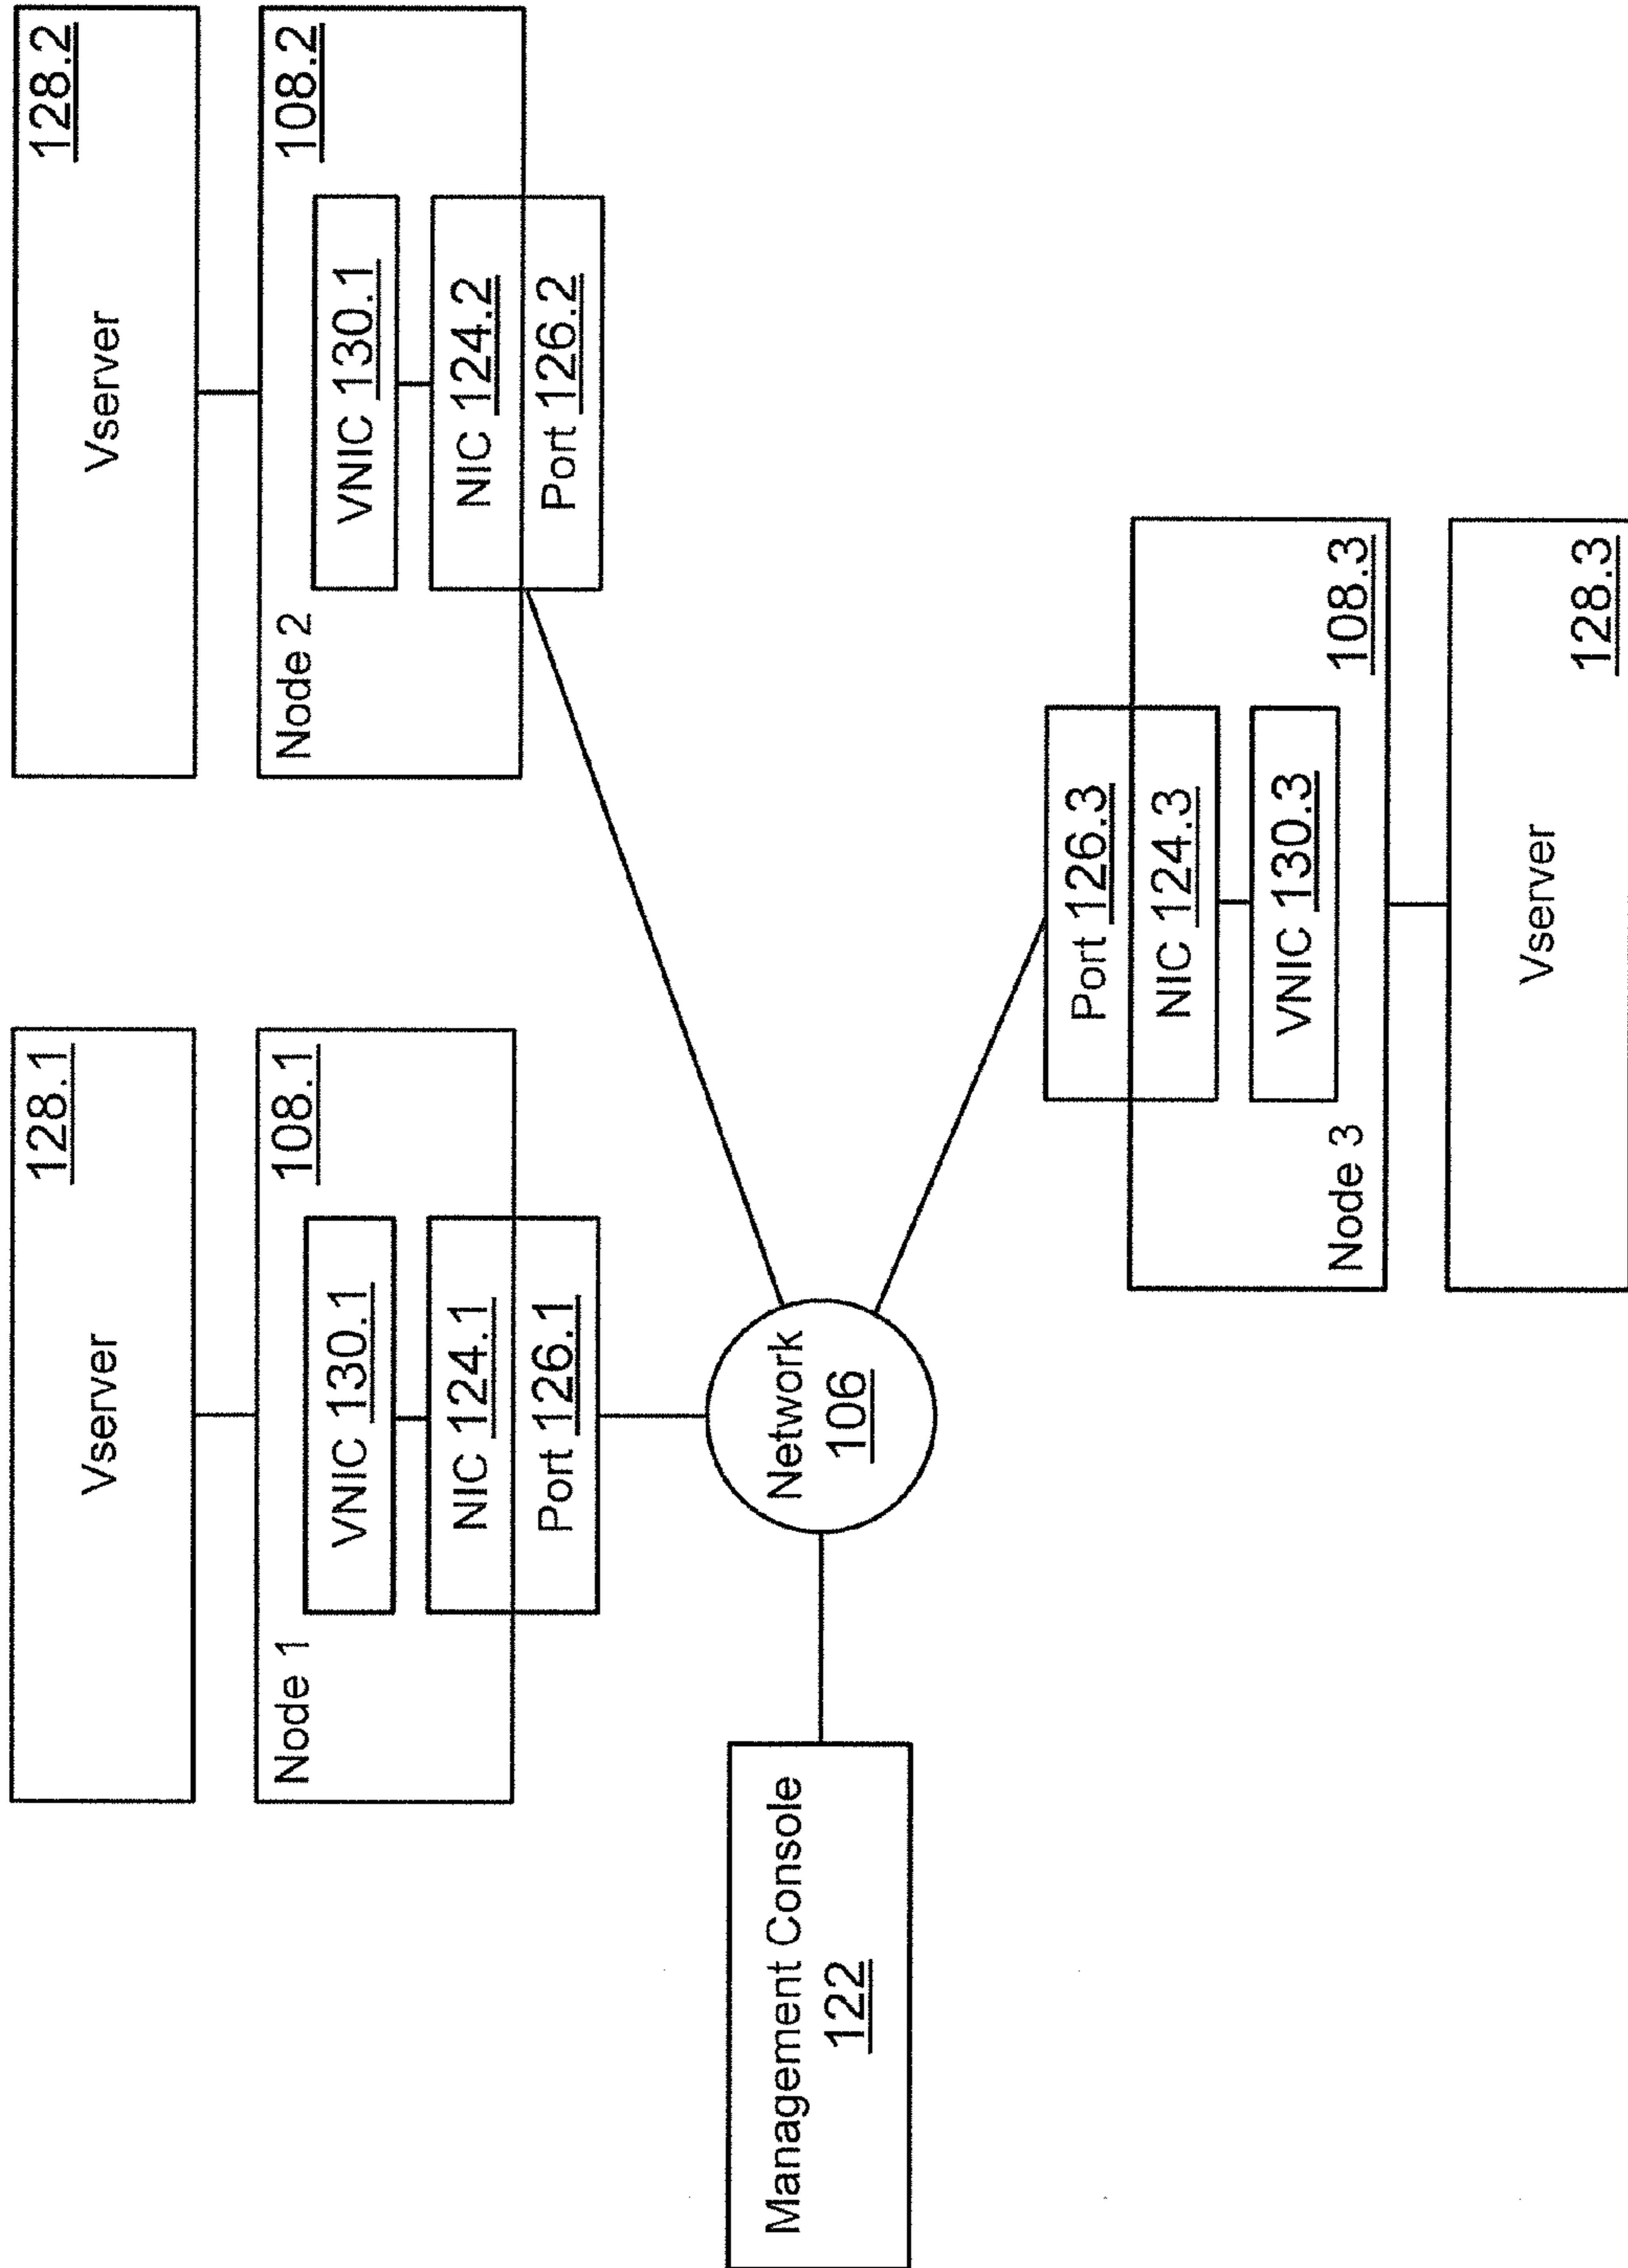 128.1
Vserver
108.1
Node 1
VNIC 130.1
NIC 124.1
Port 126.1
128.2
Vserver
108.2
Node 2
VNIC 130.1
NIC 124.2
Port 126.2
Management Console
122
Network
106
Port 126.3
NIC 124.3
VNIC 130.3
Node 3
108.3
Vserver
128.3